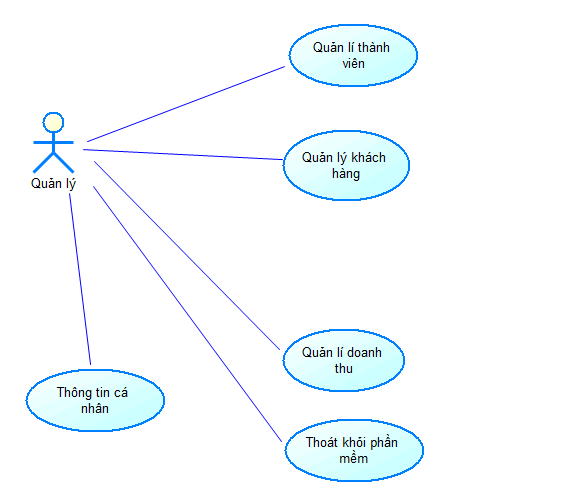 Quản lí thành
viên
Quản lý khách
hàng
Quản lý
Quản lí doanh
thu
Thông tin cá
nhân
Thoát khỏi phần
mềm